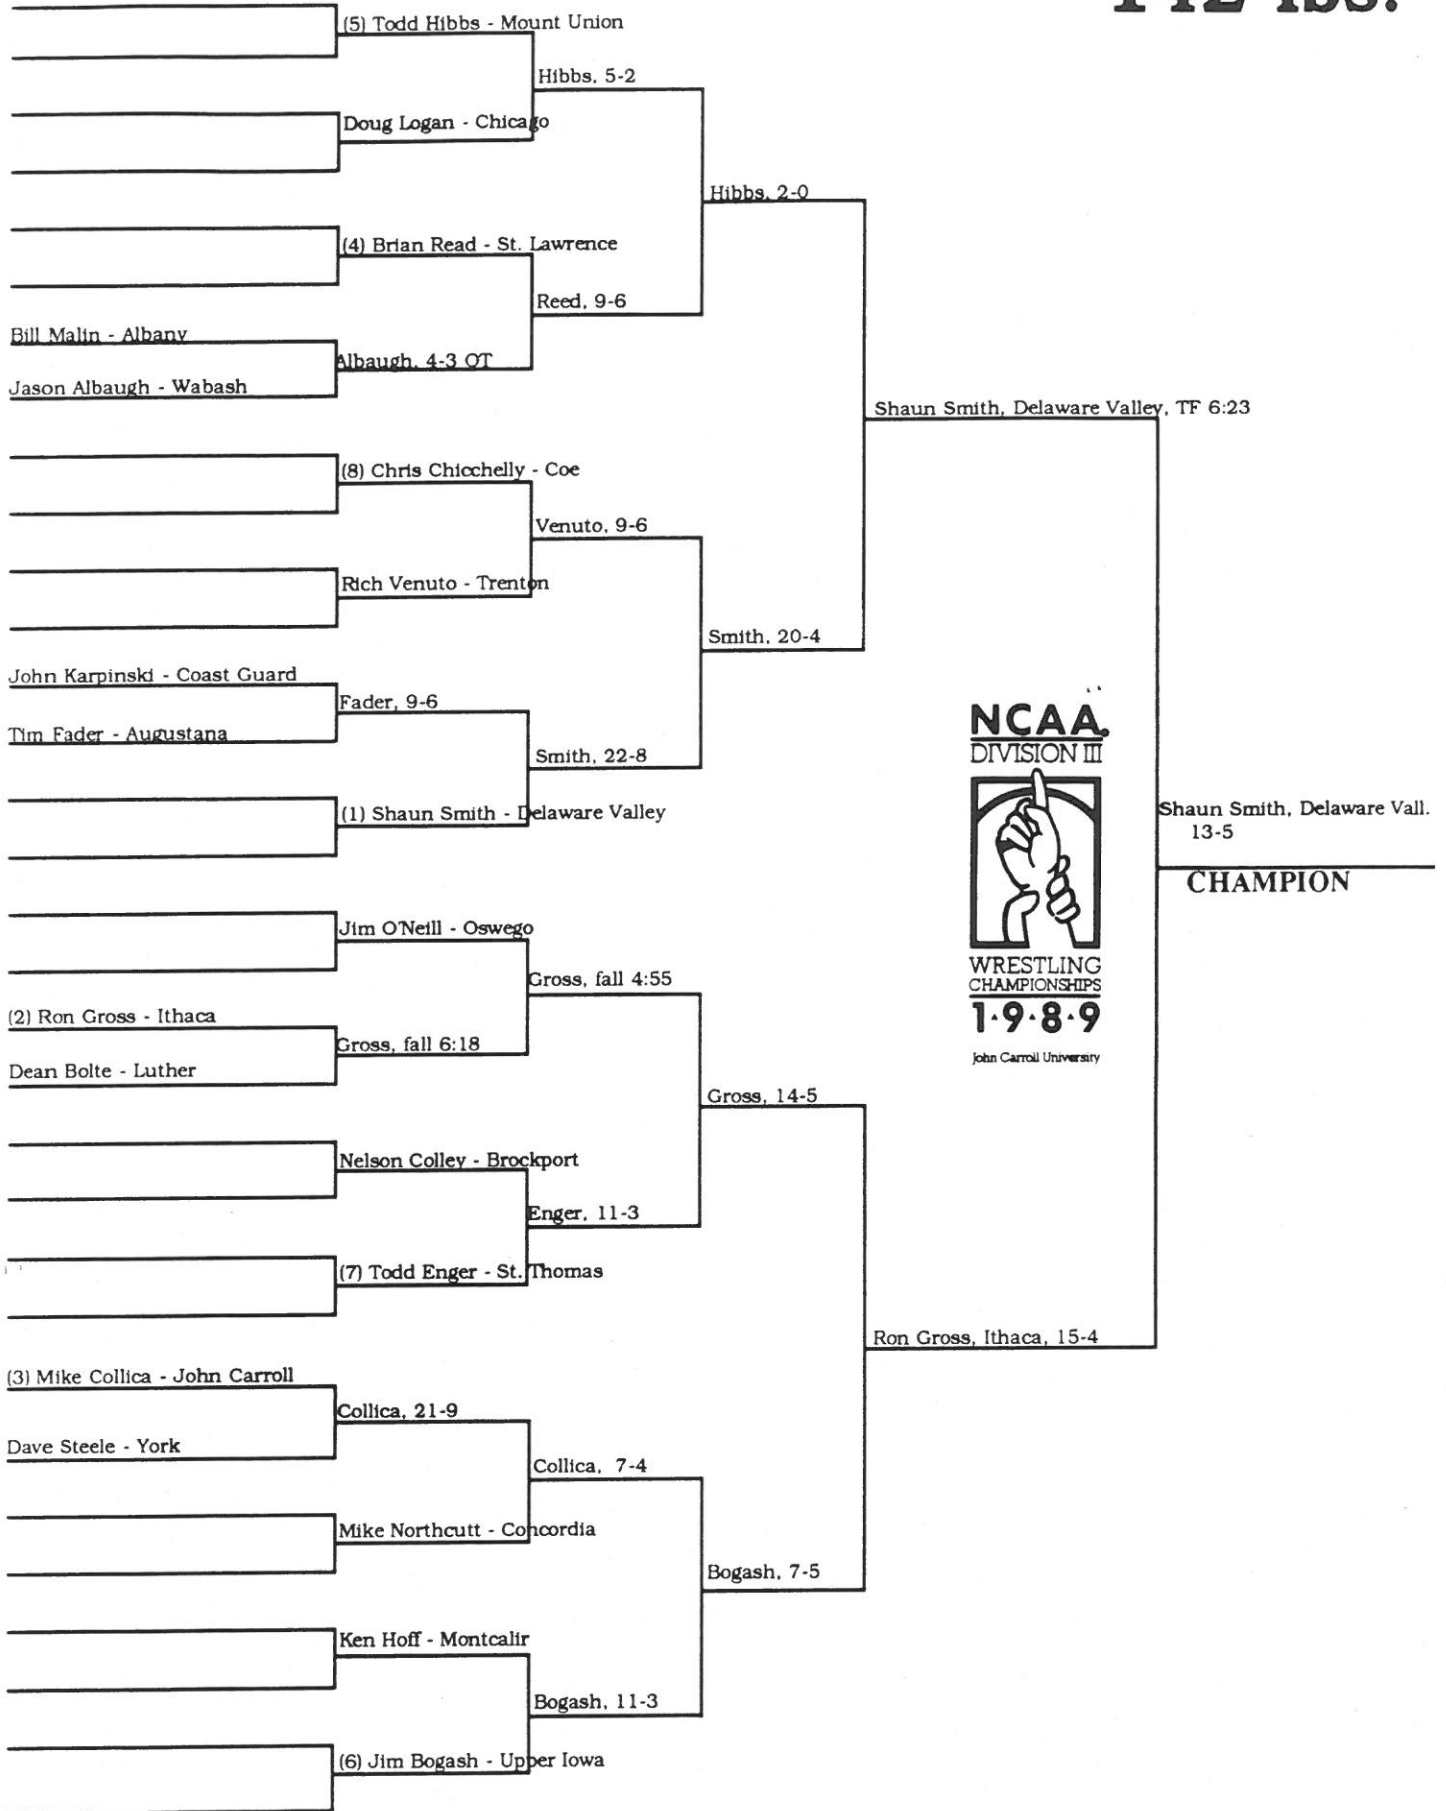 142 lbs.
(5) Todd Hibbs - Mount Union
Hibbs, 5-2
Doug Logan - Chicago
Hibbs, 2-0
(4) Brian Read - St. Lawrence
Reed, 9-6
Bill Malin - Albany
Albaugh, 4-3 OT
Jason Albaugh - Wabash
Shaun Smith, Delaware Valley, TF 6:23
(8) Chris Chicchelly - Coe
Venuto, 9-6
Rich Venuto - Trenton
Smith, 20-4
John Karpinski - Coast Guard
Fader, 9-6
Tim Fader - Augustana
Smith, 22-8
(1) Shaun Smith - Delaware Valley
NCAA
DIVISION III
WRESTLING
CHAMPIONSHIPS
1·9·8·9
John Carroll University
Shaun Smith, Delaware Vall.
13-5
CHAMPION
Jim O'Neill - Oswego
Gross, fall 4:55
(2) Ron Gross - Ithaca
Gross, fall 6:18
Dean Bolte - Luther
Gross, 14-5
Nelson Colley - Brockport
Enger, 11-3
(7) Todd Enger - St. Thomas
Ron Gross, Ithaca, 15-4
(3) Mike Collica - John Carroll
Collica, 21-9
Dave Steele - York
Collica, 7-4
Mike Northcutt - Concordia
Bogash, 7-5
Ken Hoff - Montcalir
Bogash, 11-3
(6) Jim Bogash - Upper Iowa